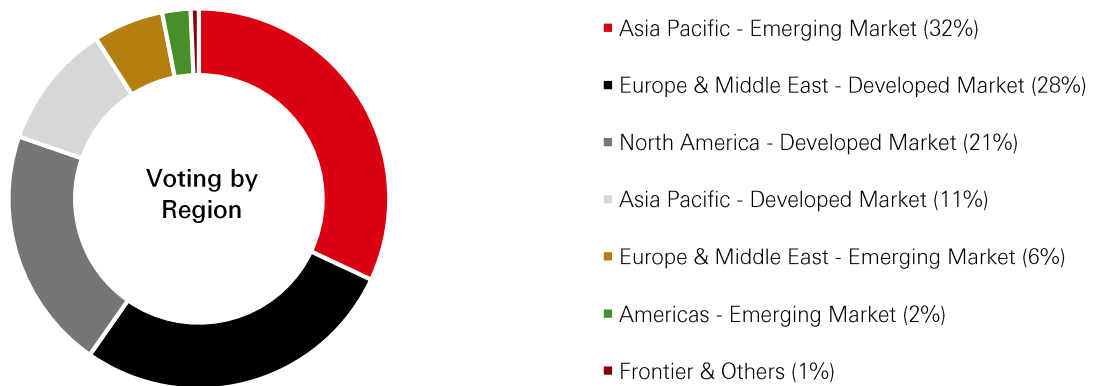 Voting by
Region
Asia Pacific - Emerging Market (32%)
Europe & Middle East - Developed Market (28%)
North America - Developed Market (21%)
Asia Pacific - Developed Market (11%)
Europe & Middle East - Emerging Market (6%)
Americas - Emerging Market (2%)
Frontier & Others (1%)